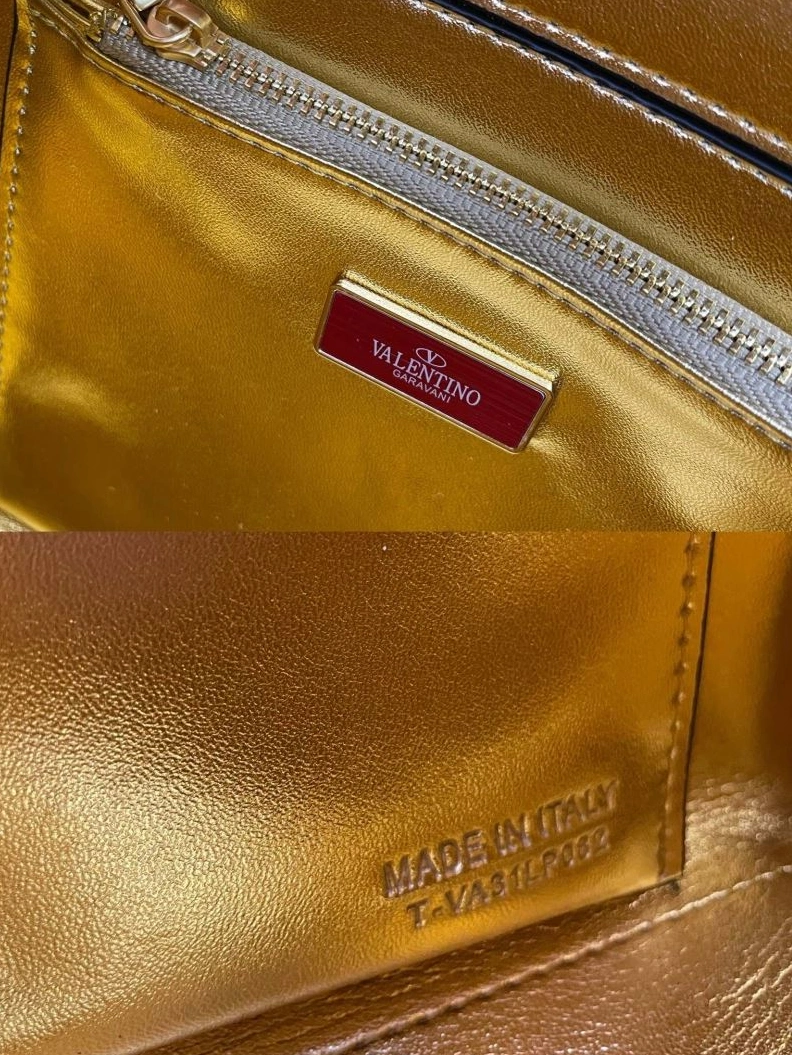 VALENTINO
GARAVANI
MADE IN ITALY
T-VA31LP062